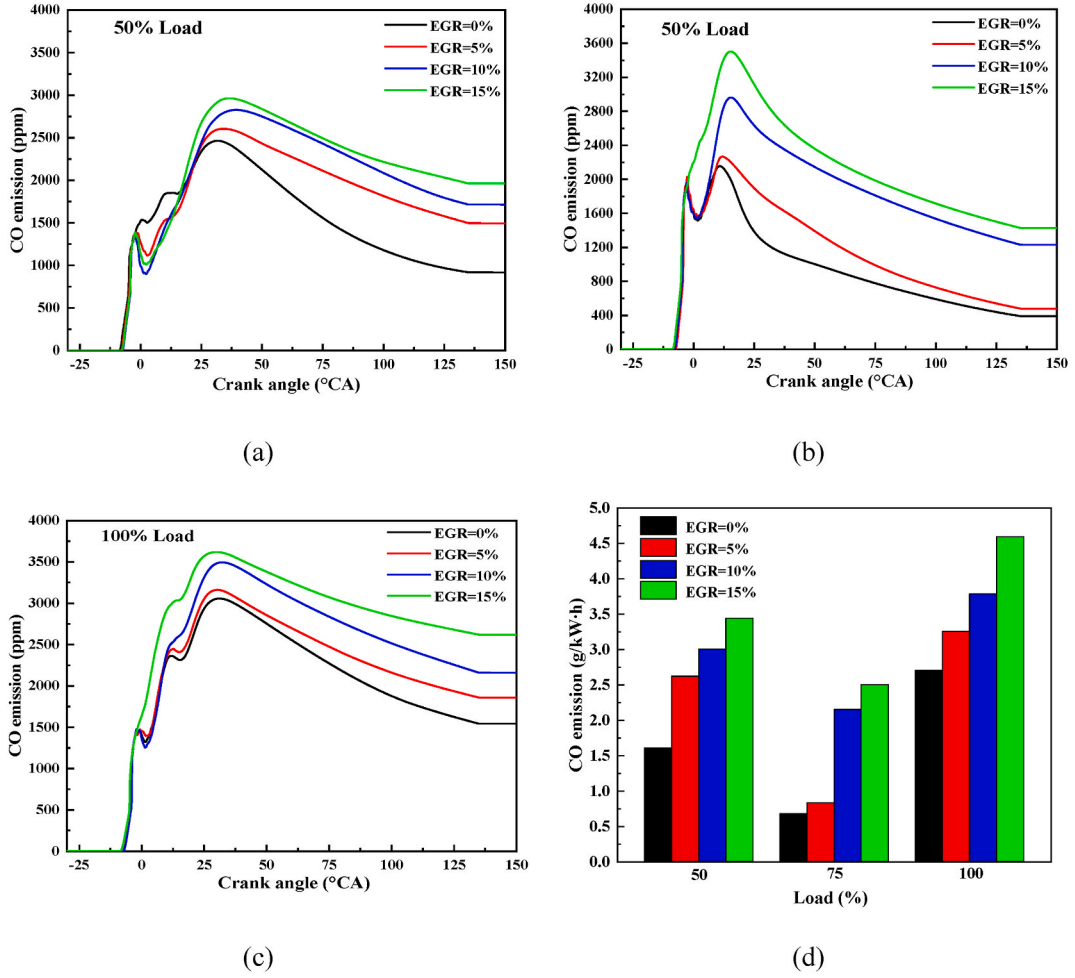 4000
3500
3000
2500
2000
1500
1000
500
0
CO emission (ppm)
50% Load
EGR=0%
EGR=5%
EGR=10%
EGR=15%
-25 0 25 50 75 100 125 150
Crank angle (°CA)
(a)
4000
3600
3200
2800
2400
2000
1600
1200
800
400
0
CO emission (ppm)
50% Load
EGR=0%
EGR=5%
EGR=10%
EGR=15%
-25 0 25 50 75 100 125 150
Crank angle (°CA)
(b)
4000
3500
3000
2500
2000
1500
1000
500
0
CO emission (ppm)
100% Load
EGR=0%
EGR=5%
EGR=10%
EGR=15%
-25 0 25 50 75 100 125 150
Crank angle (°CA)
(c)
5.0
4.5
4.0
3.5
3.0
2.5
2.0
1.5
1.0
0.5
0.0
CO emission (g/kW·h)
EGR=0%
EGR=5%
EGR=10%
EGR=15%
50 75 100
Load (%)
(d)